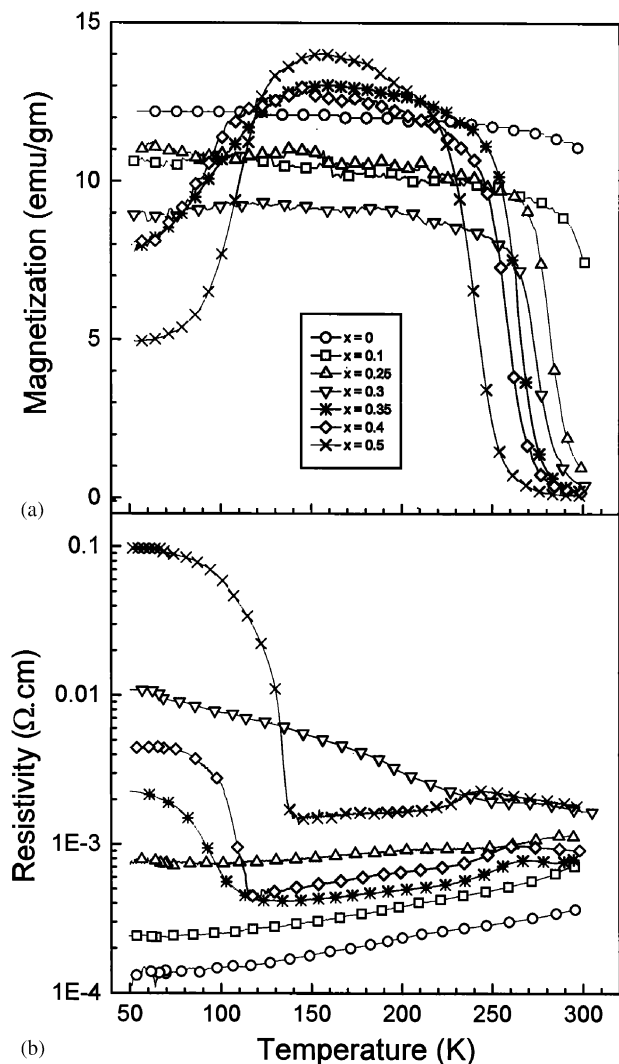 15
10
5
0
Magnetization (emu/gm)
x = 0
x = 0.1
x = 0.25
x = 0.3
x = 0.35
x = 0.4
x = 0.5
(a)
0.1
0.01
1E-3
1E-4
Resistivity (Ω.cm)
50 100 150 200 250 300
(b)
Temperature (K)